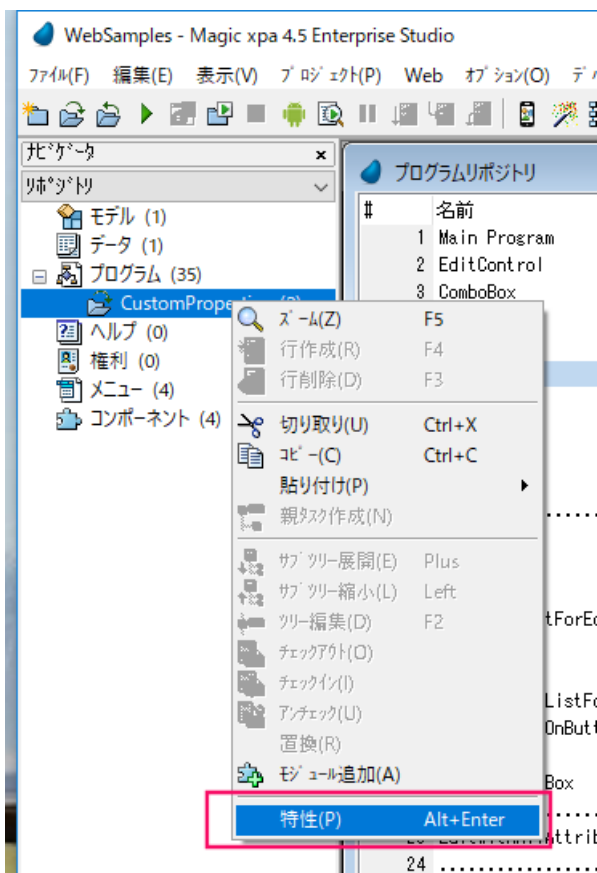 WebSamples - Magic xpa 4.5 Enterprise Studio
ﾌｧｲﾙ(F) 編集(E) 表示(V) ﾌﾟﾛｼﾞｪｸﾄ(P) Web ｵﾌﾟｼｮﾝ(O)
ﾅﾋﾞｹﾞｰﾀ
ﾘﾎﾟｼﾞﾄﾘ
モデル (1)
データ (1)
プログラム (35)
ヘルプ (0)
権利 (0)
メニュー (4)
コンポーネント (4)
プログラムリポジトリ
# 名前
1 Main Program
2 EditControl
3 ComboBox
ｽﾞｰﾑ(Z) F5
行作成(R) F4
行削除(D) F3
切り取り(U) Ctrl+X
ｺﾋﾟｰ(C) Ctrl+C
貼り付け(P)
親ﾀｽｸ作成(N)
ｻﾌﾞﾂﾘｰ展開(E) Plus
ｻﾌﾞﾂﾘｰ縮小(L) Left
ﾂﾘｰ編集(D) F2
ﾁｪｯｸｱｳﾄ(O)
ﾁｪｯｸｲﾝ(I)
ｱﾝﾁｪｯｸ(U)
置換(R)
ﾓｼﾞｭｰﾙ追加(A)
特性(P) Alt+Enter
Box
24 ..................